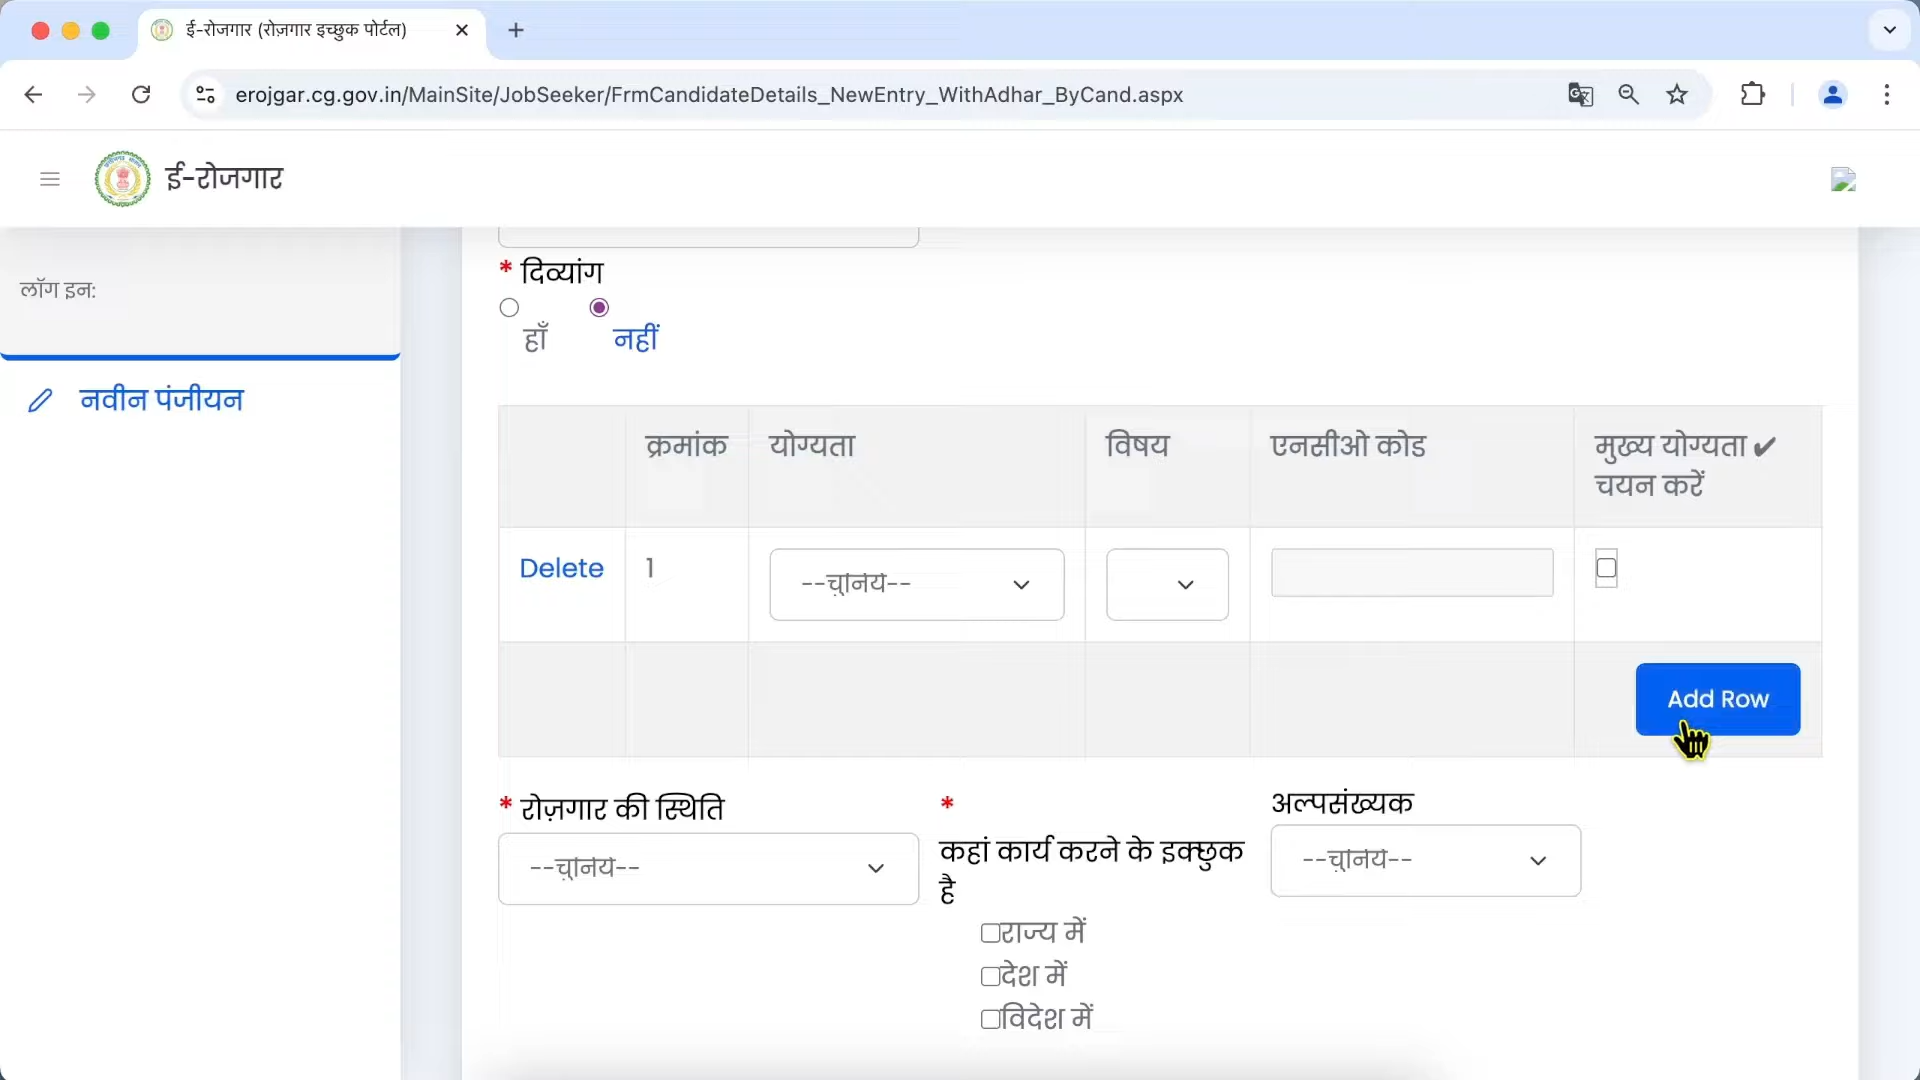 ई-रोजगार (रोज़गार इच्छुक पोर्टल)
erojgar.cg.gov.in/MainSite/JobSeeker/FrmCandidateDetails_NewEntry_WithAdhar_ByCand.aspx
ई-रोजगार
लॉग इन:
नवीन पंजीयन
* दिव्यांग
हाँ नहीं
क्रमांक योग्यता विषय एनसीओ कोड मुख्य योग्यता ✔
चयन करें
Delete 1 --चुनिये--
Add Row
* रोज़गार की स्थिति * अल्पसंख्यक
कहां कार्य करने के इक्छुक
है
--चुनिये-- --चुनिये--
राज्य में
देश में
विदेश में